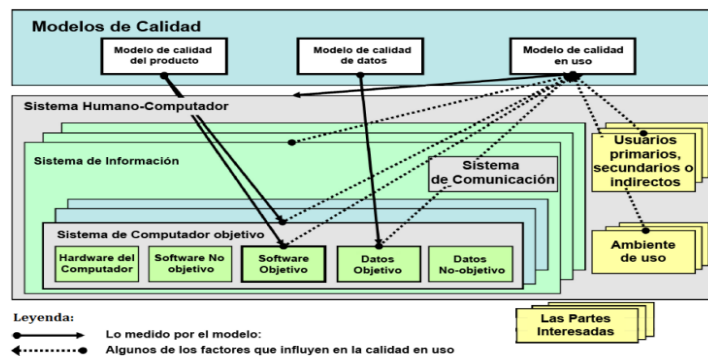 Modelos de Calidad
Modelo de calidad
del producto
Modelo de calidad
de datos
Modelo de calidad
en uso
Sistema Humano-Computador
Usuarios
primarios,
secundarios o
indirectos
Sistema de Información
Sistema
de Comunicación
Sistema de Computador objetivo
Hardware del
Computador
Software No
objetivo
Software
Objetivo
Datos
Objetivo
Datos
No-objetivo
Ambiente
de uso
Leyenda:
Lo medido por el modelo:
Algunos de los factores que influyen en la calidad en uso
Las Partes
Interesadas